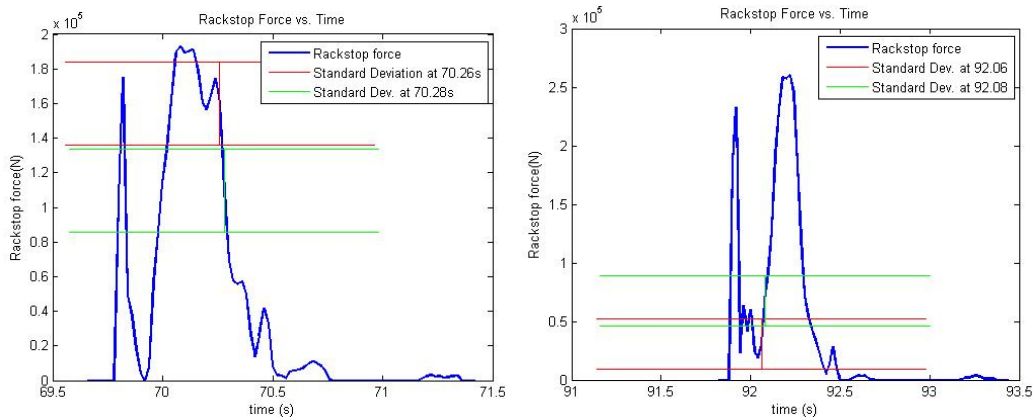 Rackstop Force vs. Time
x 10^5
2
1.8
1.6
1.4
1.2
1
0.8
0.6
0.4
0.2
0
69.5
70
70.5
71
71.5
Rackstop force(N)
time (s)
Rackstop force
Standard Deviation at 70.26s
Standard Dev. at 70.28s
Rackstop Force vs. Time
x 10^5
3
2.5
2
1.5
1
0.5
0
91
91.5
92
92.5
93
93.5
Rackstop force(N)
time (s)
Rackstop force
Standard Dev. at 92.06
Standard Dev. at 92.08